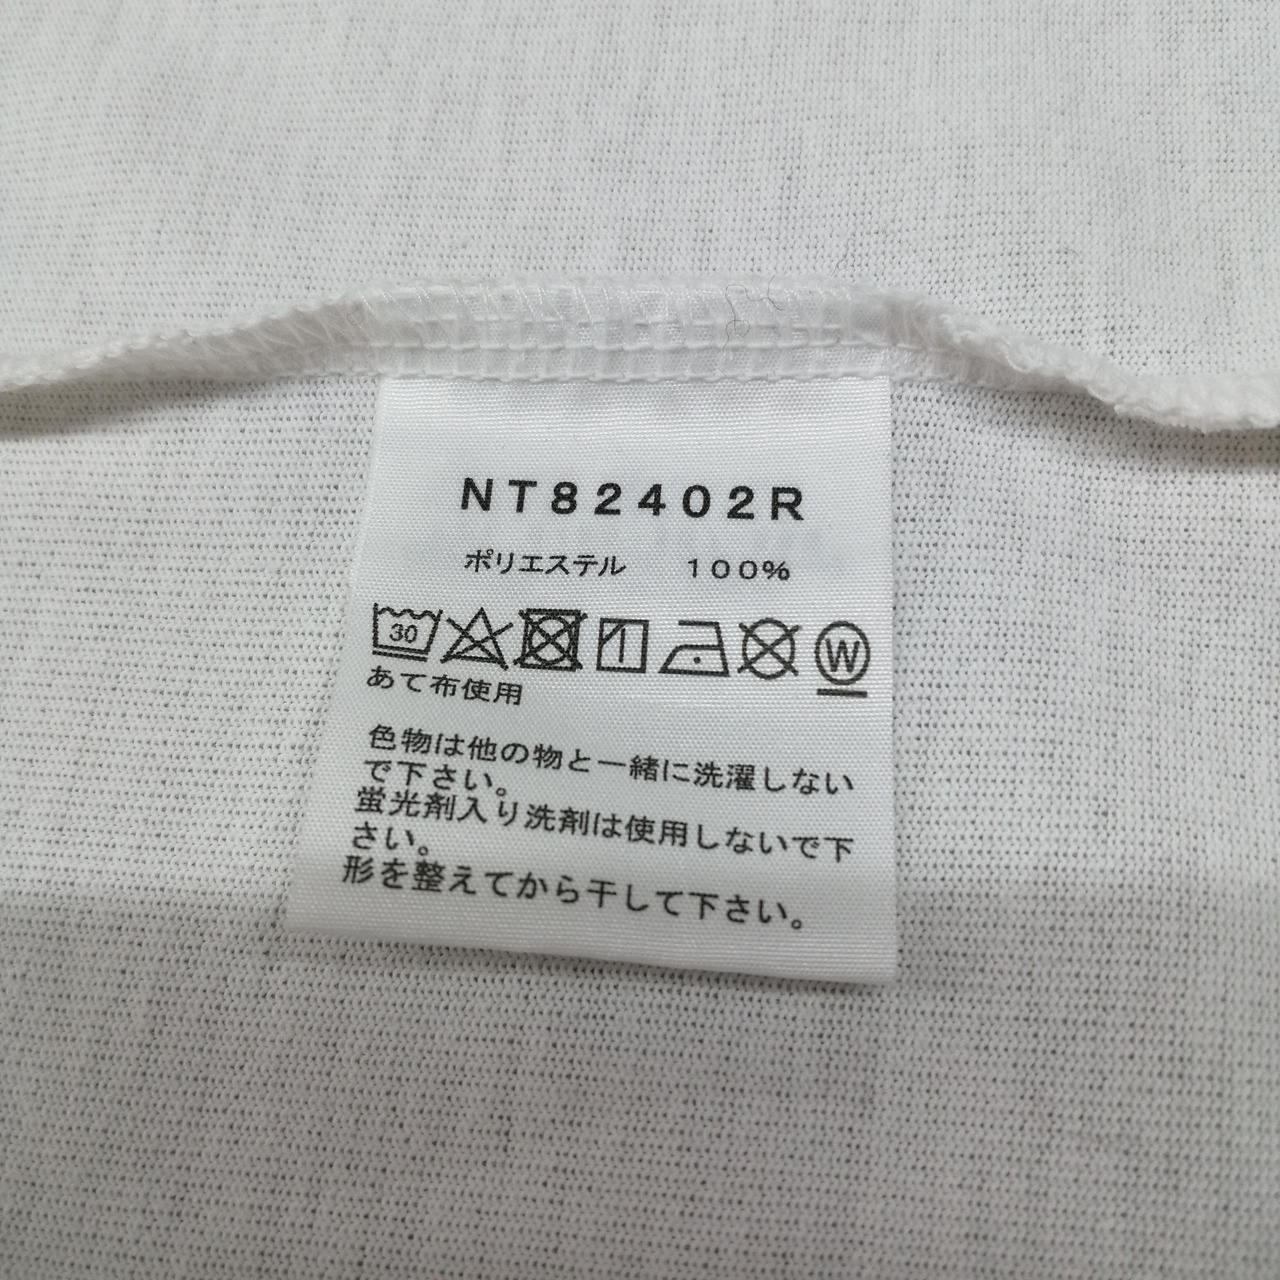 NT82402R
ポリエステル 100%
30 W
あて布使用
色物は他の物と一緒に洗濯しない
で下さい。
蛍光剤入り洗剤は使用しないで下
さい。
形を整えてから干して下さい。